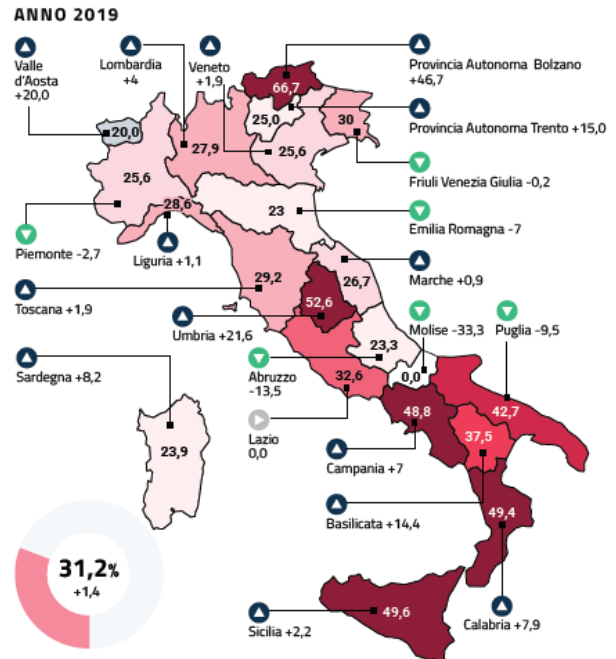 ANNO 2019
Valle
d'Aosta
+20,0
Lombardia
+4
Veneto
+1,9
Provincia Autonoma Bolzano
+46,7
Provincia Autonoma Trento +15,0
Friuli Venezia Giulia -0,2
Emilia Romagna -7
Marche +0,9
Molise -33,3
Puglia -9,5
Piemonte -2,7
Liguria +1,1
Toscana +1,9
Umbria +21,6
Sardegna +8,2
Abruzzo
-13,5
Lazio
0,0
Campania +7
Basilicata +14,4
Calabria +7,9
Sicilia +2,2
66,7
20,0
25,0
30
27,9
25,6
25,6
28,6
23
29,2
26,7
52,6
23,3
32,6
0,0
48,8
42,7
37,5
23,9
49,4
49,6
31,2%
+1,4